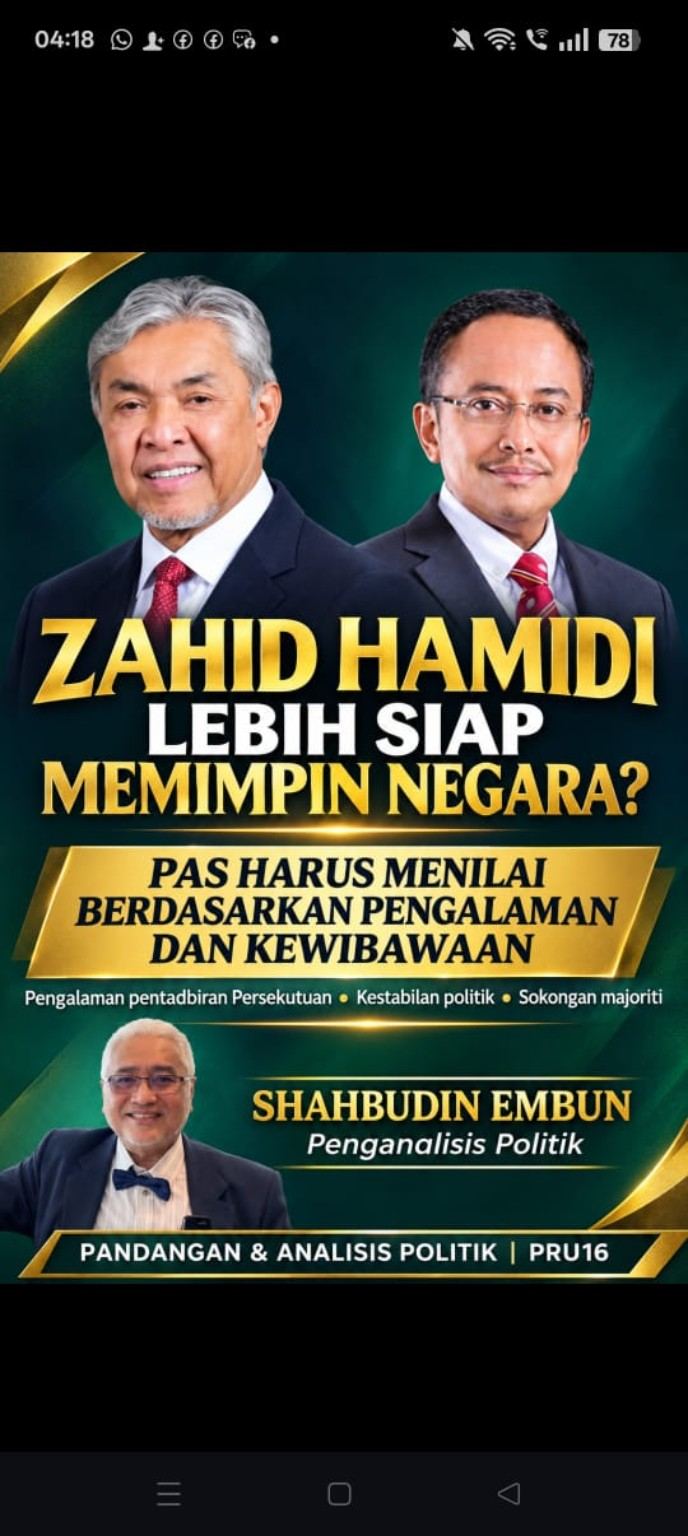 04:18
78
ZAHID HAMIDI
LEBIH SIAP
MEMIMPIN NEGARA?
PAS HARUS MENILAI
BERDASARKAN PENGALAMAN
DAN KEWIBAWAAN
Pengalaman pentadbiran Persekutuan • Kestabilan politik • Sokongan majoriti
SHAHBUDIN EMBUN
Penganalisis Politik
PANDANGAN & ANALISIS POLITIK | PRU16